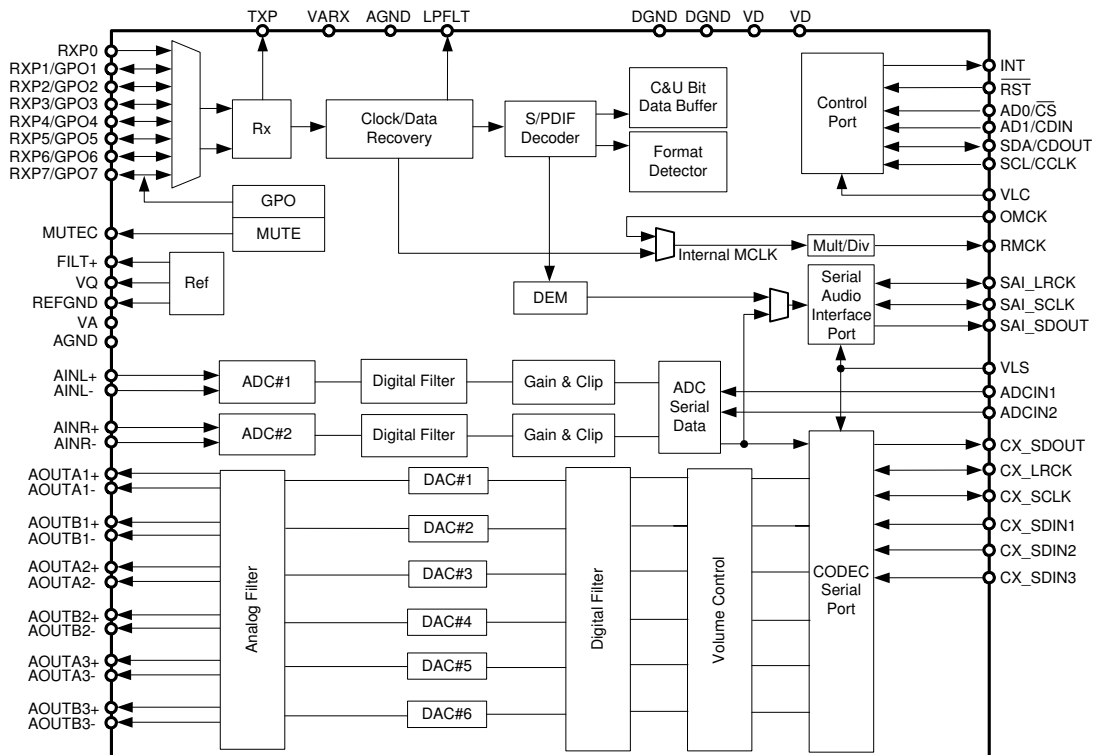 TXP
VARX
AGND
LPFLT
DGND
DGND
VD
VD
RXP0
RXP1/GPO1
RXP2/GPO2
RXP3/GPO3
RXP4/GPO4
RXP5/GPO5
RXP6/GPO6
RXP7/GPO7
MUTEC
FILT+
VQ
REFGND
VA
AGND
AINL+
AINL-
AINR+
AINR-
AOUTA1+
AOUTA1-
AOUTB1+
AOUTB1-
AOUTA2+
AOUTA2-
AOUTB2+
AOUTB2-
AOUTA3+
AOUTA3-
AOUTB3+
AOUTB3-
Rx
Clock/Data
Recovery
S/PDIF
Decoder
C&U Bit
Data Buffer
Format
Detector
GPO
MUTE
Ref
Internal MCLK
Mult/Div
DEM
Serial
Audio
Interface
Port
Control
Port
ADC#1
Digital Filter
Gain & Clip
ADC#2
Digital Filter
Gain & Clip
ADC
Serial
Data
Analog Filter
DAC#1
DAC#2
DAC#3
DAC#4
DAC#5
DAC#6
Digital Filter
Volume Control
CODEC
Serial
Port
INT
RST
AD0/CS
AD1/CDIN
SDA/CDOUT
SCL/CCLK
VLC
OMCK
RMCK
SAI_LRCK
SAI_SCLK
SAI_SDOUT
VLS
ADCIN1
ADCIN2
CX_SDOUT
CX_LRCK
CX_SCLK
CX_SDIN1
CX_SDIN2
CX_SDIN3